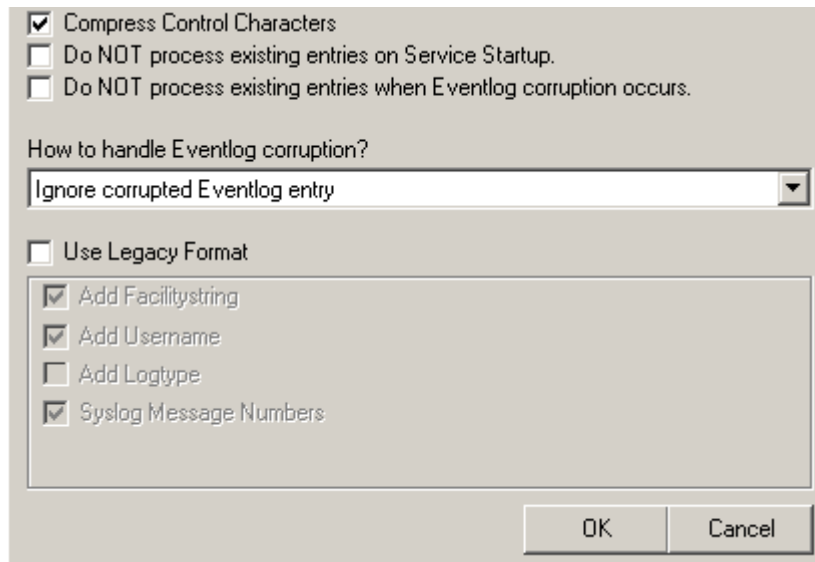 Compress Control Characters
Do NOT process existing entries on Service Startup.
Do NOT process existing entries when Eventlog corruption occurs.
How to handle Eventlog corruption?
Ignore corrupted Eventlog entry
Use Legacy Format
Add Facilitystring
Add Username
Add Logtype
Syslog Message Numbers
OK Cancel